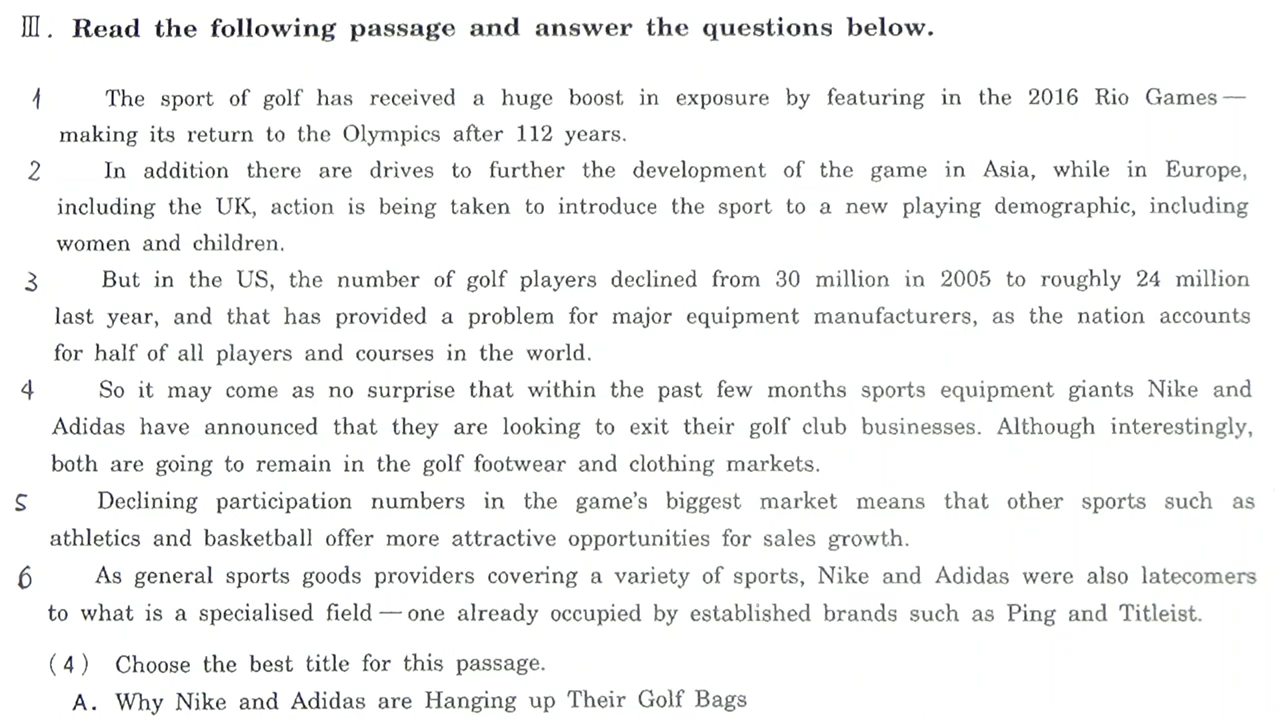 III. Read the following passage and answer the questions below.
1 The sport of golf has received a huge boost in exposure by featuring in the 2016 Rio Games—
making its return to the Olympics after 112 years.
2 In addition there are drives to further the development of the game in Asia, while in Europe,
including the UK, action is being taken to introduce the sport to a new playing demographic, including
women and children.
3 But in the US, the number of golf players declined from 30 million in 2005 to roughly 24 million
last year, and that has provided a problem for major equipment manufacturers, as the nation accounts
for half of all players and courses in the world.
4 So it may come as no surprise that within the past few months sports equipment giants Nike and
Adidas have announced that they are looking to exit their golf club businesses. Although interestingly,
both are going to remain in the golf footwear and clothing markets.
5 Declining participation numbers in the game's biggest market means that other sports such as
athletics and basketball offer more attractive opportunities for sales growth.
6 As general sports goods providers covering a variety of sports, Nike and Adidas were also latecomers
to what is a specialised field — one already occupied by established brands such as Ping and Titleist.
(4) Choose the best title for this passage.
A. Why Nike and Adidas are Hanging up Their Golf Bags